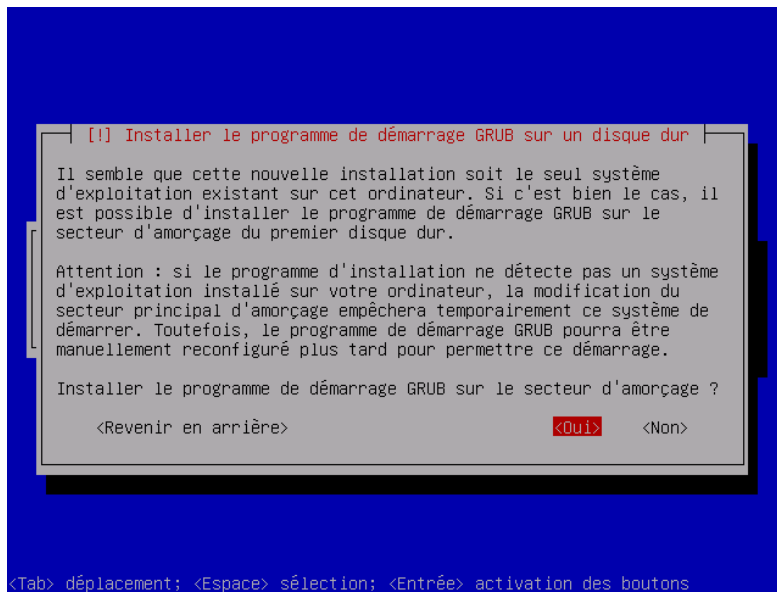 [!] Installer le programme de démarrage GRUB sur un disque dur
Il semble que cette nouvelle installation soit le seul système
d'exploitation existant sur cet ordinateur. Si c'est bien le cas, il
est possible d'installer le programme de démarrage GRUB sur le
secteur d'amorçage du premier disque dur.
Attention : si le programme d'installation ne détecte pas un système
d'exploitation installé sur votre ordinateur, la modification du
secteur principal d'amorçage empêchera temporairement ce système de
démarrer. Toutefois, le programme de démarrage GRUB pourra être
manuellement reconfiguré plus tard pour permettre ce démarrage.
Installer le programme de démarrage GRUB sur le secteur d'amorçage ?
<Revenir en arrière> <Oui> <Non>
<Tab> déplacement; <Espace> sélection; <Entrée> activation des boutons